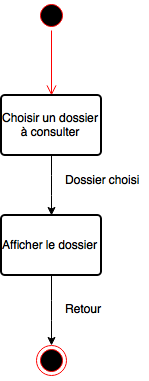 Choisir un dossier
à consulter
Dossier choisi
Afficher le dossier
Retour